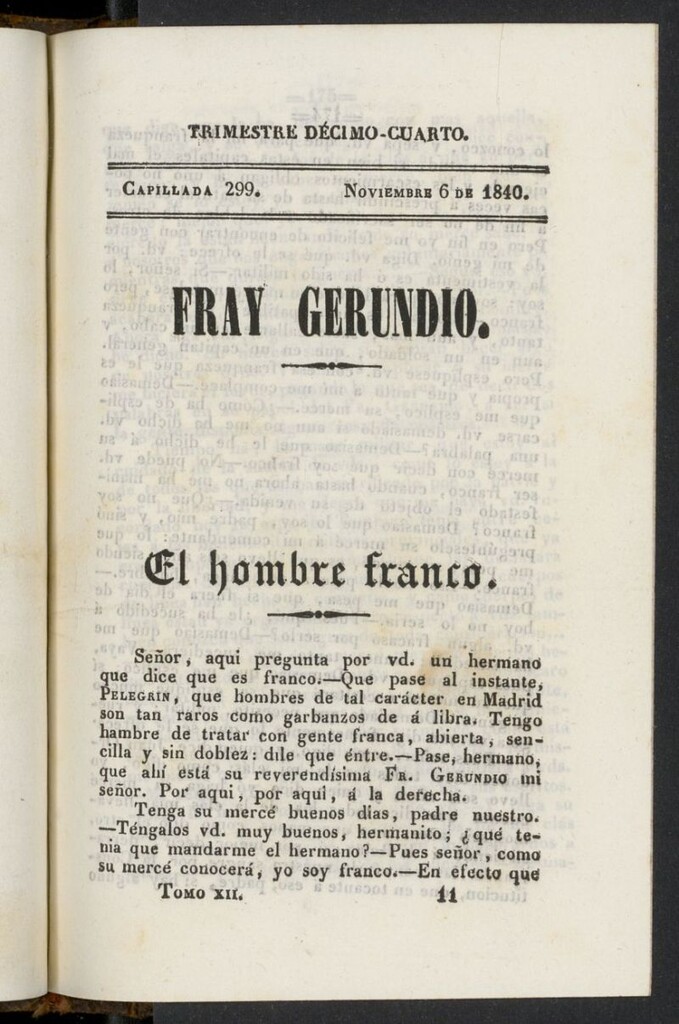 TRIMESTRE DÉCIMO-CUARTO.
CAPILLADA 299. NOVIEMBRE 6 DE 1840.
FRAY GERUNDIO.
El hombre franco.
Señor, aqui pregunta por vd. un hermano
que dice que es franco.—Que pase al instante,
PELEGRIN, que hombres de tal carácter en Madrid
son tan raros como garbanzos de á libra. Tengo
hambre de tratar con gente franca, abierta, sen-
cilla y sin doblez: dile que éntre.—Pase, hermano,
que ahí está su reverendísima FR. GERUNDIO mi
señor. Por aqui, por aqui, á la derecha.
Tenga su mercé buenos dias, padre nuestro.
—Téngalos vd. muy buenos, hermanito; ¿qué te-
nia que mandarme el hermano?—Pues señor, como
su mercé conocerá, yo soy franco.—En efecto que
TOMO XII. 11